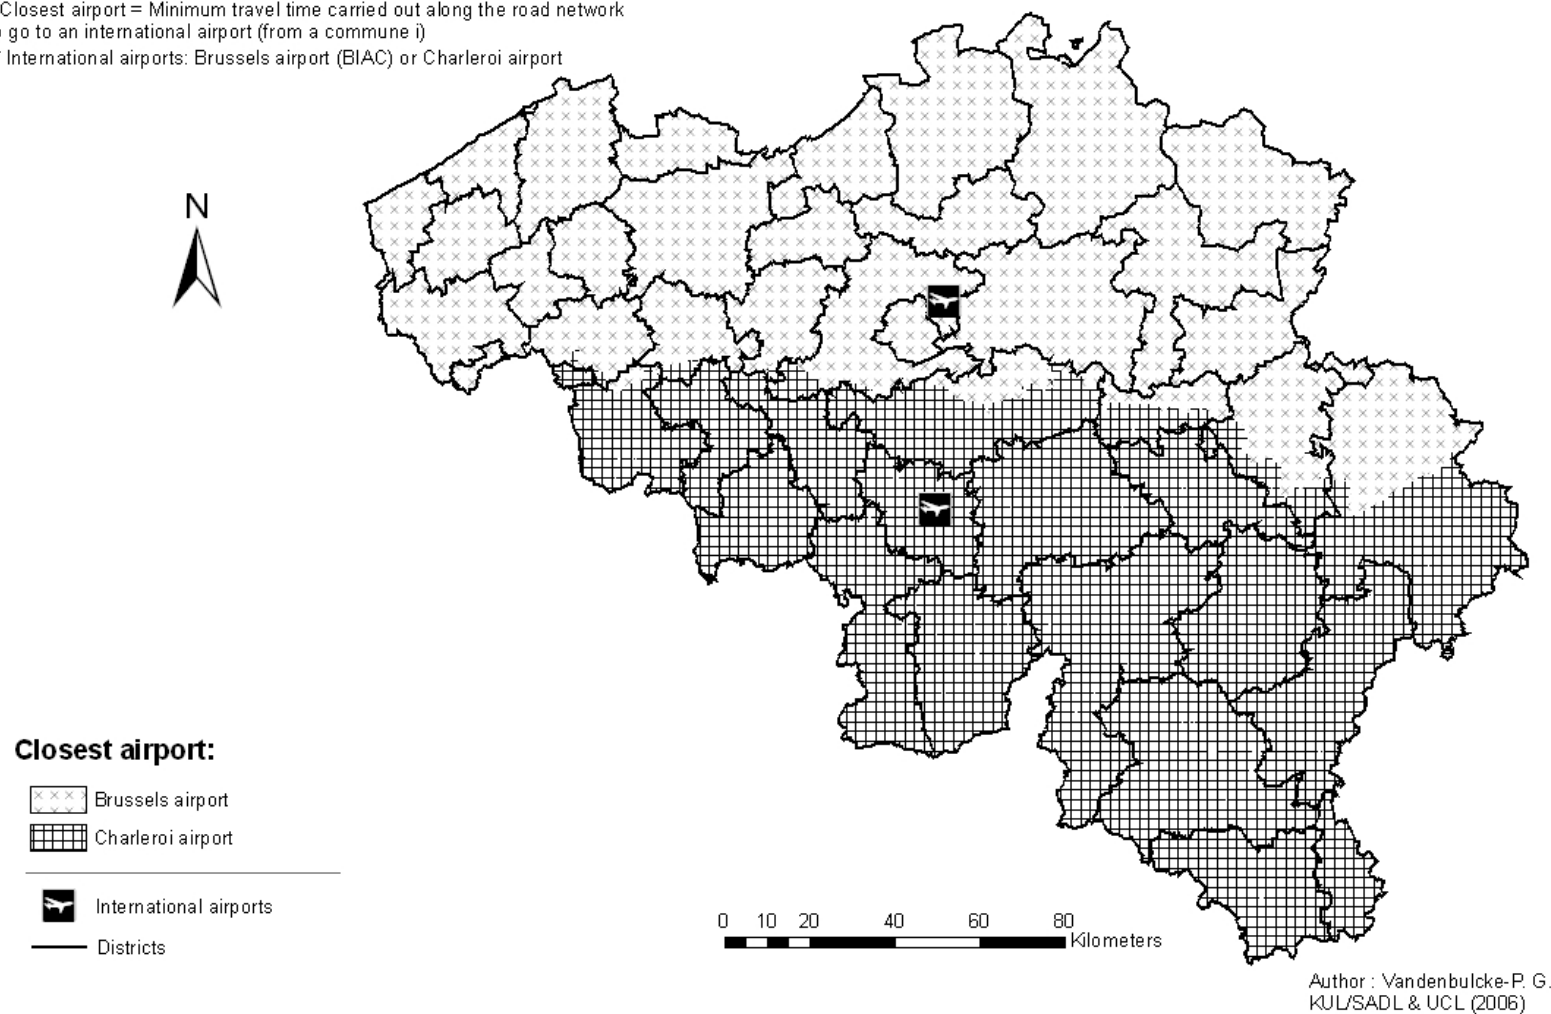 Closest airport = Minimum travel time carried out along the road network
go to an international airport (from a commune i)
International airports: Brussels airport (BIAC) or Charleroi airport
N
Closest airport:
Brussels airport
Charleroi airport
International airports
Districts
0 10 20 40 60 80
Kilometers
Author : Vandenbulcke-P. G.
KUL/SADL & UCL (2006)